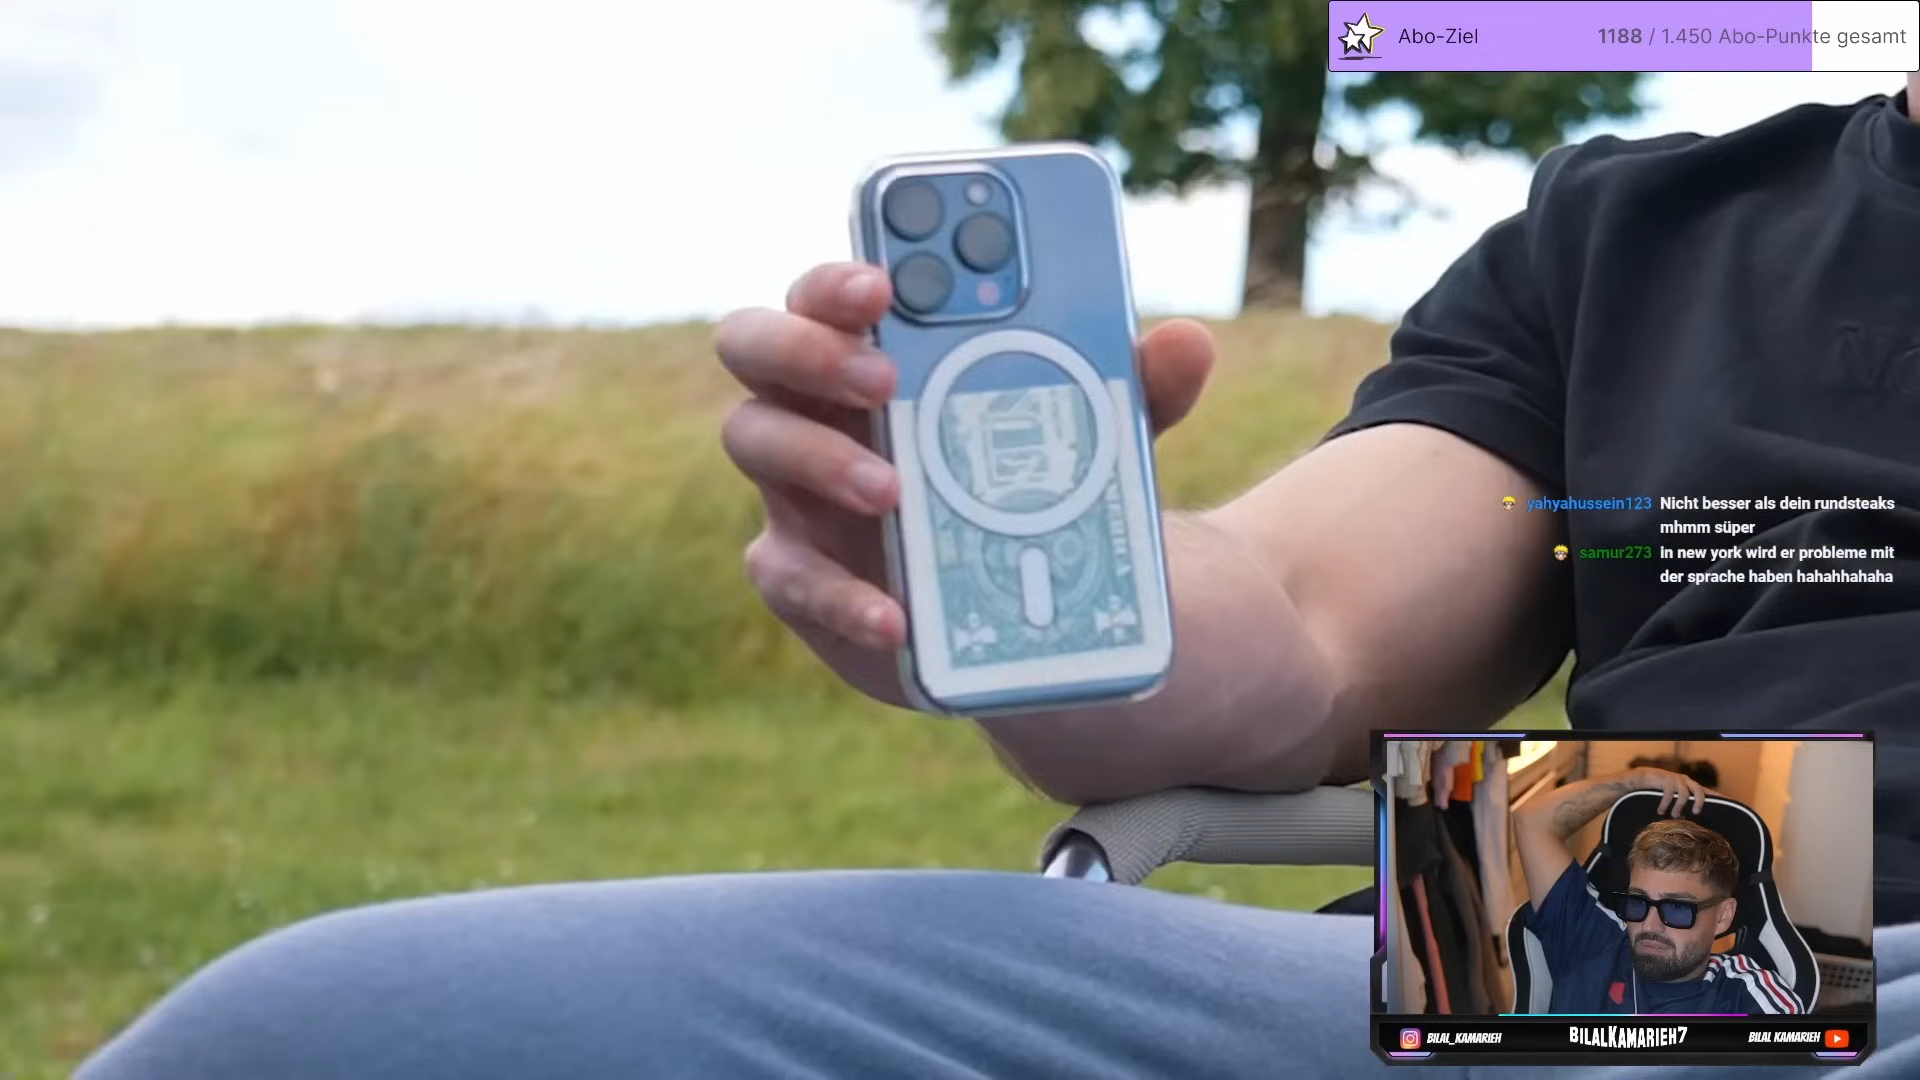 Abo-Ziel
1188 / 1.450 Abo-Punkte gesamt
yahyahussein123 Nicht besser als dein rundsteaks
mhmm süper
samur273 in new york wird er probleme mit
der sprache haben hahahhahaha
BILAL_KAMARIEH
BILALKAMARIEH7
BILAL KAMARIEH